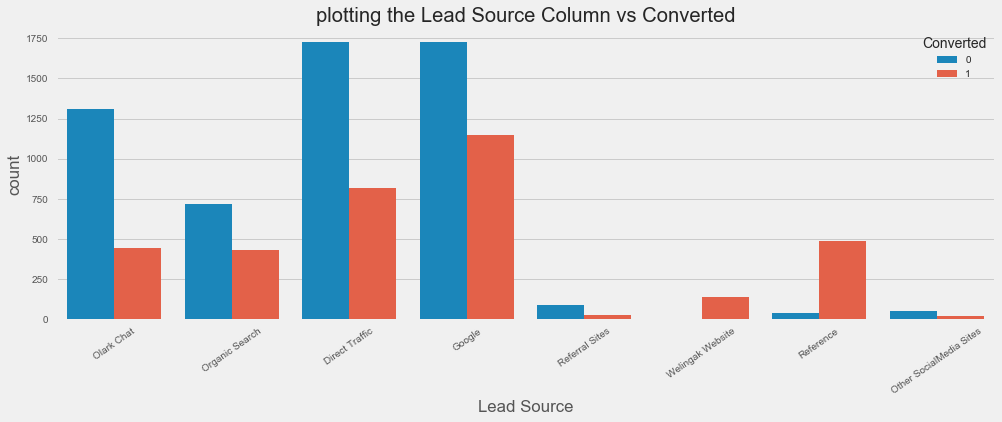 plotting the Lead Source Column vs Converted
Converted
0
1
count
1750
1500
1250
1000
750
500
250
0
Olark Chat
Organic Search
Direct Traffic
Google
Referral Sites
Welingak Website
Reference
Other SocialMedia Sites
Lead Source